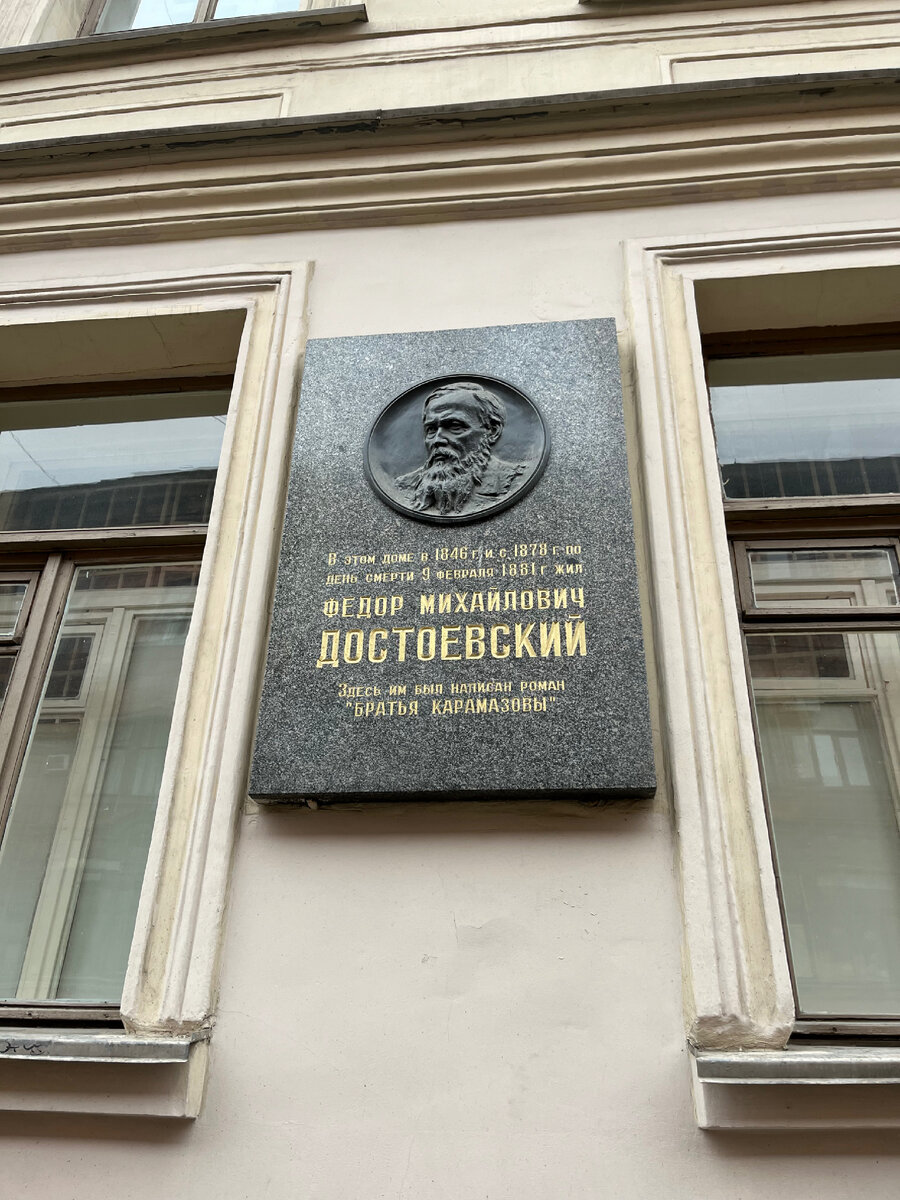 В этом доме в 1846 г. и с 1878 г. по
день смерти 9 февраля 1881 г. жил
ФЕДОР МИХАЙЛОВИЧ
ДОСТОЕВСКИЙ
Здесь им был написан роман
"БРАТЬЯ КАРАМАЗОВЫ"